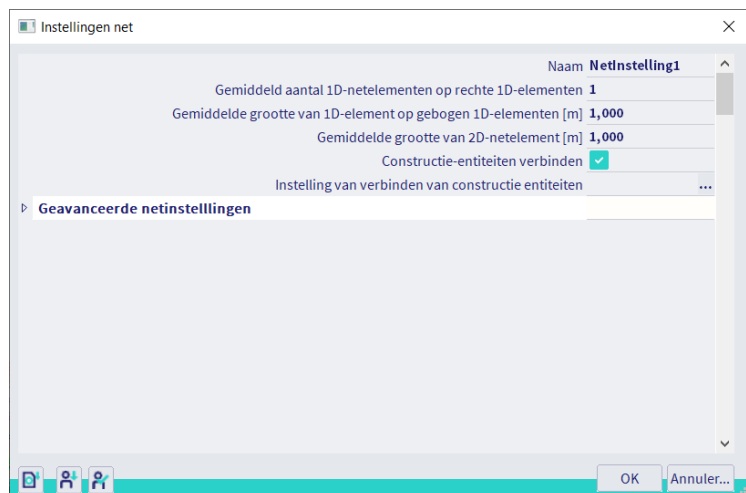 Instellingen net
Naam NetInstelling1
Gemiddeld aantal 1D-netelementen op rechte 1D-elementen 1
Gemiddelde grootte van 1D-element op gebogen 1D-elementen [m] 1,000
Gemiddelde grootte van 2D-netelement [m] 1,000
Constructie-entiteiten verbinden
Instelling van verbinden van constructie entiteiten ...
Geavanceerde netinstelllingen
OK Annuler...